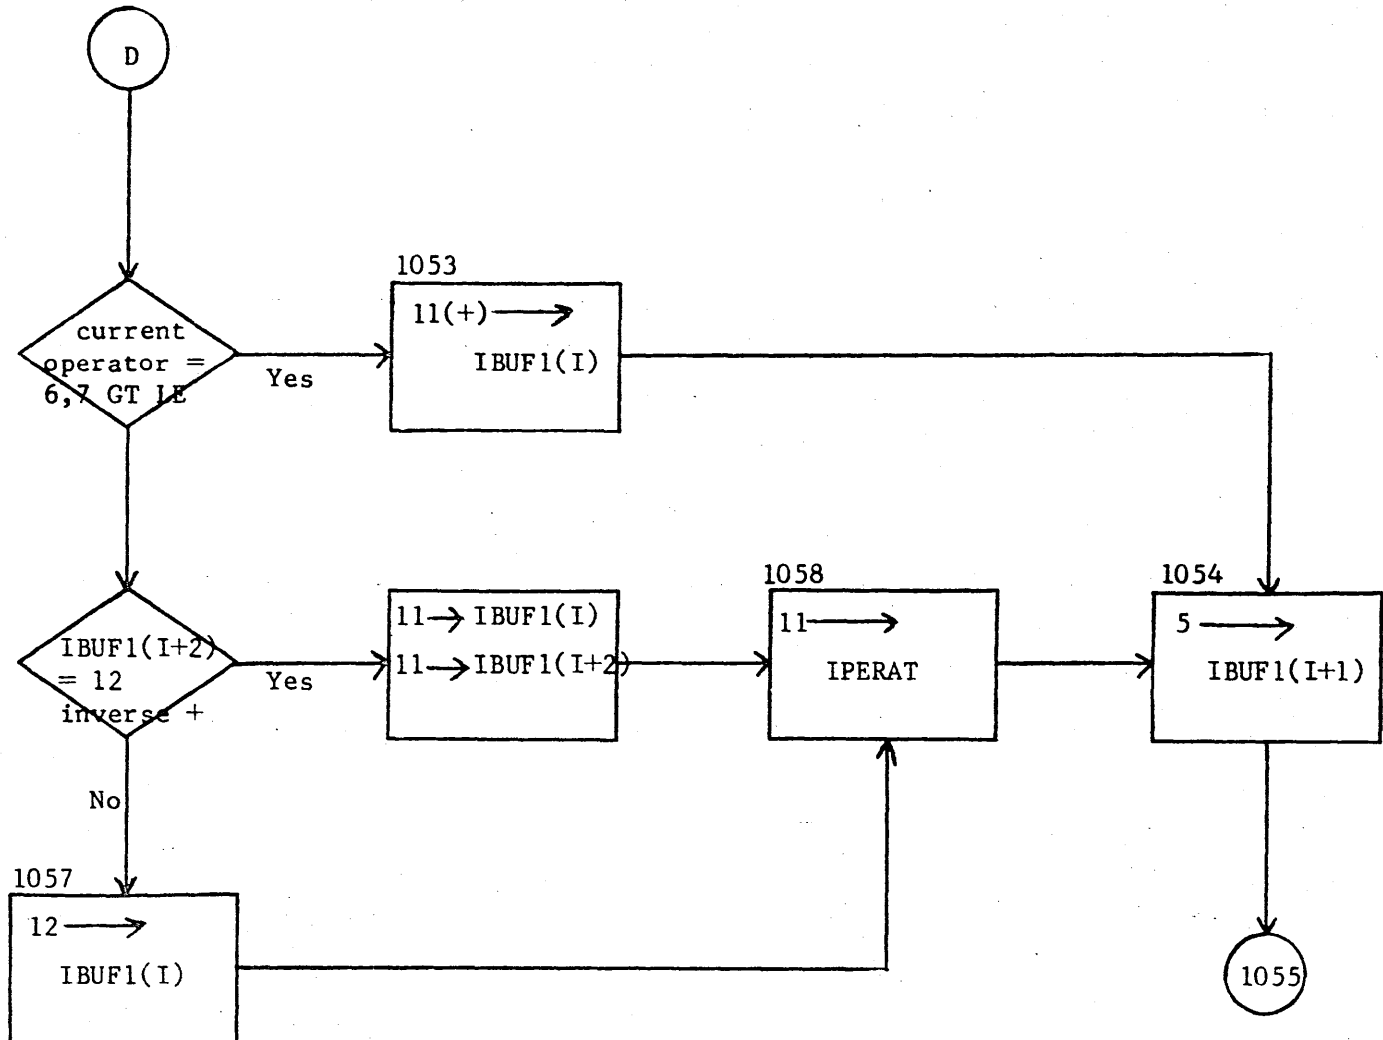 D
1053
11(+)
IBUF1(I)
current
operator =
6,7 GT LE
Yes
1058
1054
11 IBUF1(I)
11 IBUF1(I+2)
11
IPERAT
5
IBUF1(I+1)
IBUF1(I+2)
= 12
inverse +
Yes
No
1057
12
IBUF1(I)
1055